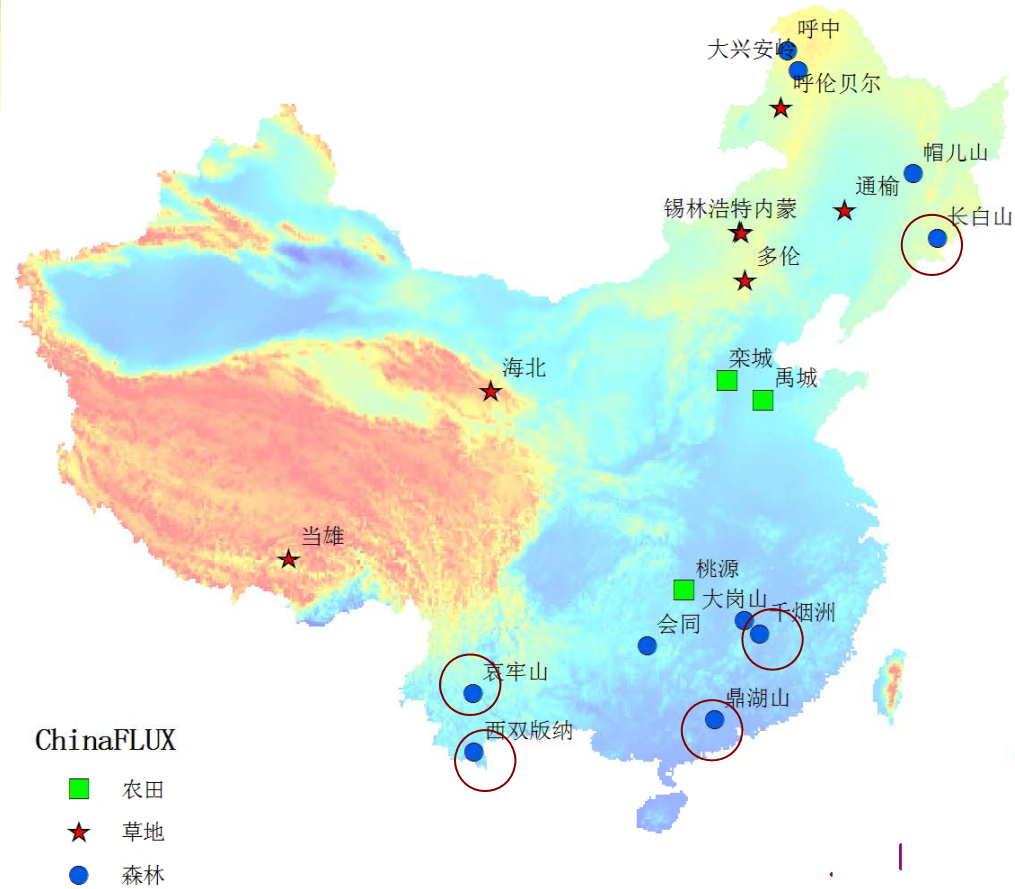 呼中
大兴安岭
呼伦贝尔
帽儿山
通榆
锡林浩特内蒙
长白山
多伦
栾城
海北
禹城
当雄
桃源
大岗山
千烟洲
会同
哀牢山
鼎湖山
西双版纳
ChinaFLUX
农田
草地
森林